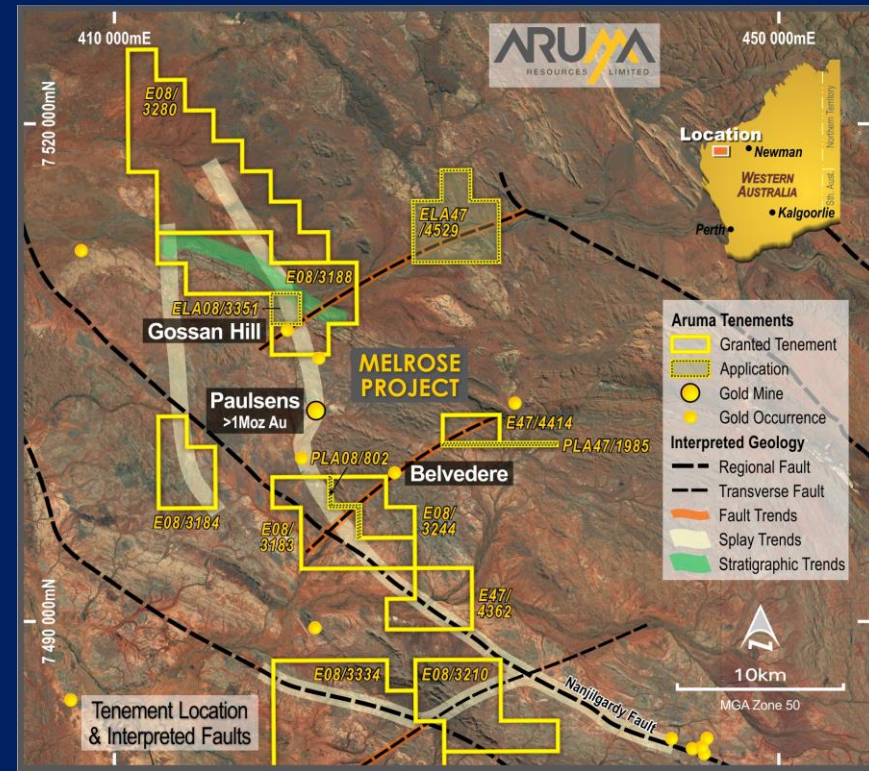 410 000mE
450 000mE
ARUMA
RESOURCES LIMITED
7 520 000mN
7 490 000mN
Location
Newman
WESTERN
AUSTRALIA
Kalgoorlie
Perth
Northern Territory
Sth. Aust.
E08/
3280
ELA47
/4529
E08/3188
ELA08/3351
Gossan Hill
MELROSE
PROJECT
Paulsens
>1Moz Au
E47/4414
PLA47/1985
PLA08/802
Belvedere
E08/3184
E08/
3183
E08/
3244
E47/
4362
E08/3334
E08/3210
Nanjilgardy Fault
Tenement Location
& Interpreted Faults
Aruma Tenements
Granted Tenement
Application
Gold Mine
Gold Occurrence
Interpreted Geology
Regional Fault
Transverse Fault
Fault Trends
Splay Trends
Stratigraphic Trends
N
10km
MGA Zone 50